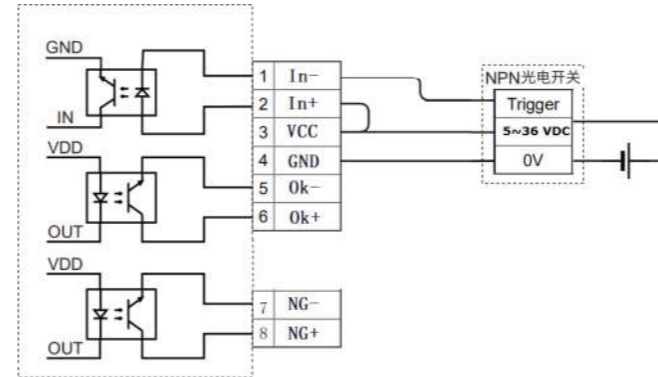 GND
IN
VDD
OUT
VDD
OUT
1 In-
2 In+
3 VCC
4 GND
5 Ok-
6 Ok+
7 NG-
8 NG+
NPN光电开关
Trigger
5~36 VDC
0V